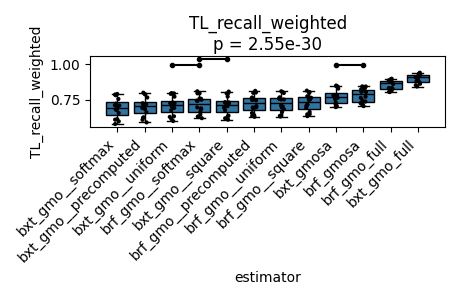 TL_recall_weighted
p = 2.55e-30
TL_recall_weighted
1.00
0.75
bxt_gmo__softmax
bxt_gmo__precomputed
bxt_gmo__uniform
brf_gmo__softmax
bxt_gmo__square
brf_gmo__precomputed
brf_gmo__uniform
brf_gmo__square
bxt_gmosa
brf_gmosa
brf_gmo_full
bxt_gmo_full
estimator